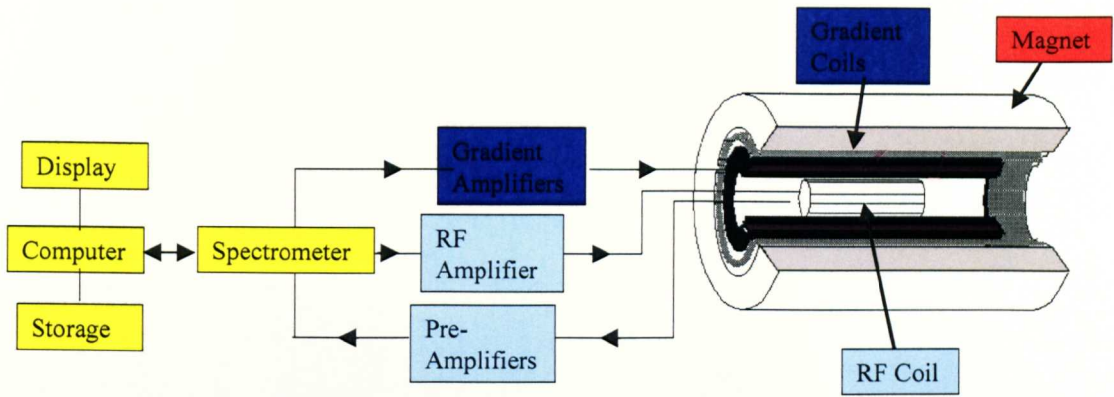 Gradient
Coils
Magnet
Display
Gradient
Amplifiers
Computer
Spectrometer
RF
Amplifier
Storage
Pre-
Amplifiers
RF Coil